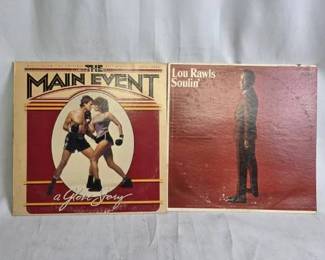 THE
MAIN EVENT
a Glove Story
Lou Rawls
Soulin'